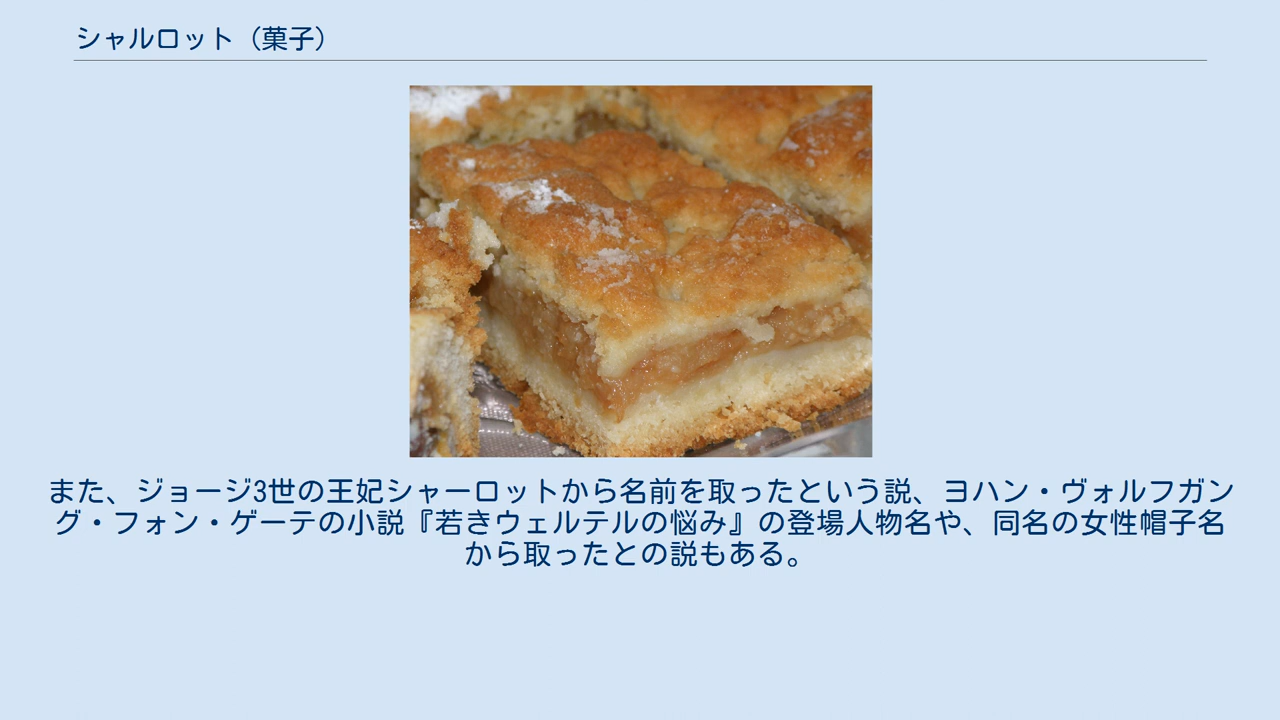 シャルロット（菓子）
また、ジョージ3世の王妃シャーロットから名前を取ったという説、ヨハン・ヴォルフガン
グ・フォン・ゲーテの小説『若きウェルテルの悩み』の登場人物名や、同名の女性帽子名
から取ったとの説もある。